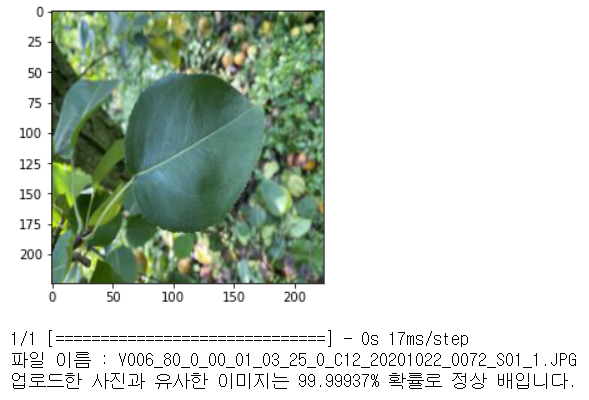 0
25
50
75
100
125
150
175
200
0 50 100 150 200
1/1 [==============================] - 0s 17ms/step
파일 이름 : V006_80_0_00_01_03_25_0_C12_20201022_0072_S01_1.JPG
업로드한 사진과 유사한 이미지는 99.99937% 확률로 정상 배입니다.